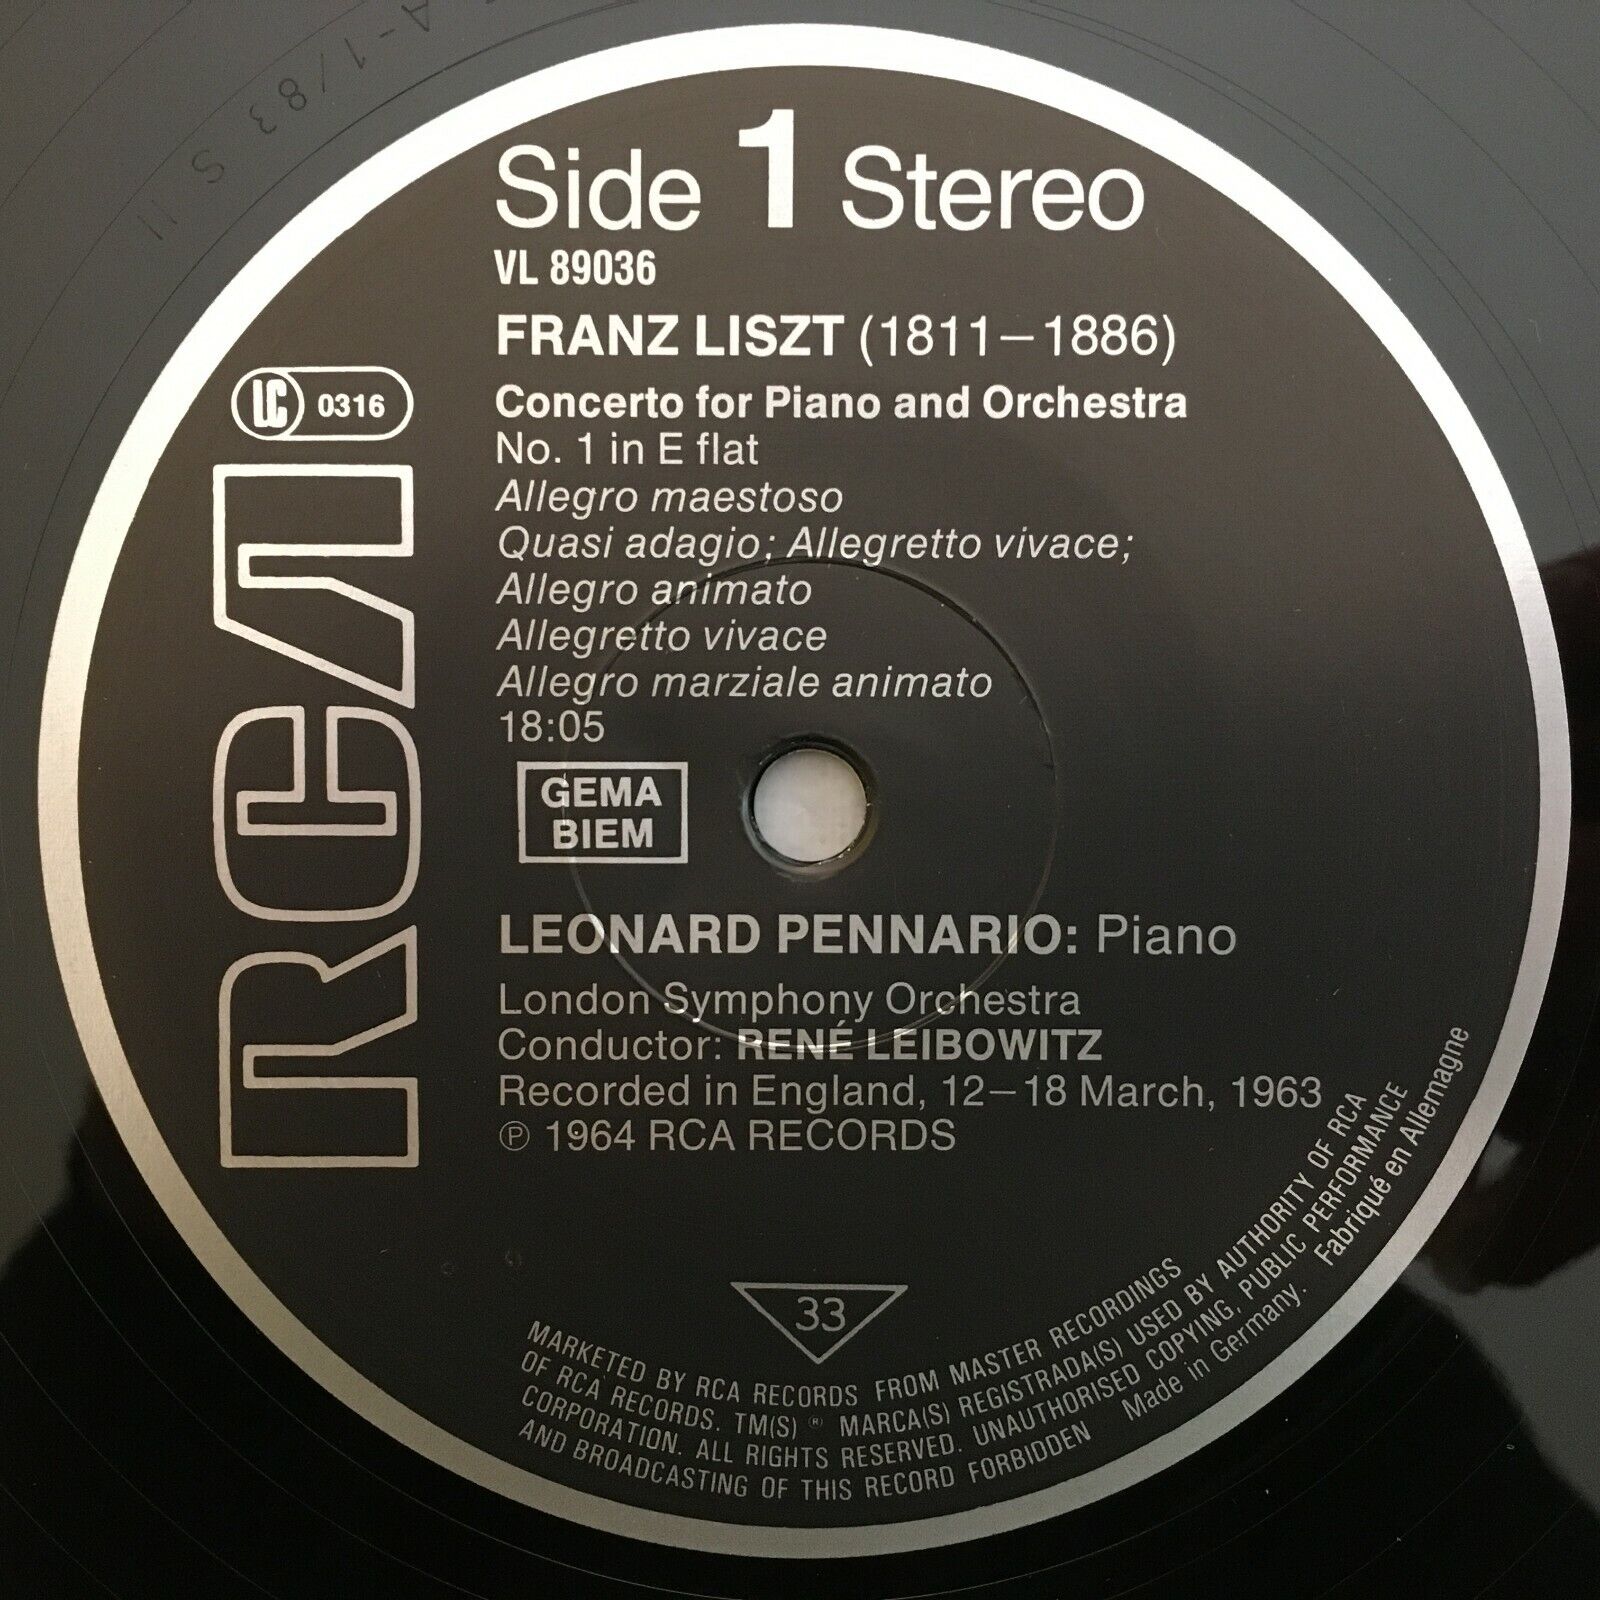 A-1/83 S 11
Side 1 Stereo
VL 89036
FRANZ LISZT (1811–1886)
LC 0316
Concerto for Piano and Orchestra
No. 1 in E flat
Allegro maestoso
Quasi adagio; Allegretto vivace;
Allegro animato
Allegretto vivace
Allegro marziale animato
18:05
GEMA
BIEM
RCA
LEONARD PENNARIO: Piano
London Symphony Orchestra
Conductor: RENÉ LEIBOWITZ
Recorded in England, 12–18 March, 1963
℗ 1964 RCA RECORDS
33
MARKETED BY RCA RECORDS FROM MASTER RECORDINGS
OF RCA RECORDS. TM(S) ® MARCA(S) REGISTRADA(S) USED BY AUTHORITY OF RCA
CORPORATION. ALL RIGHTS RESERVED. UNAUTHORISED COPYING, PUBLIC PERFORMANCE
AND BROADCASTING OF THIS RECORD FORBIDDEN Made in Germany. Fabriqué en Allemagne